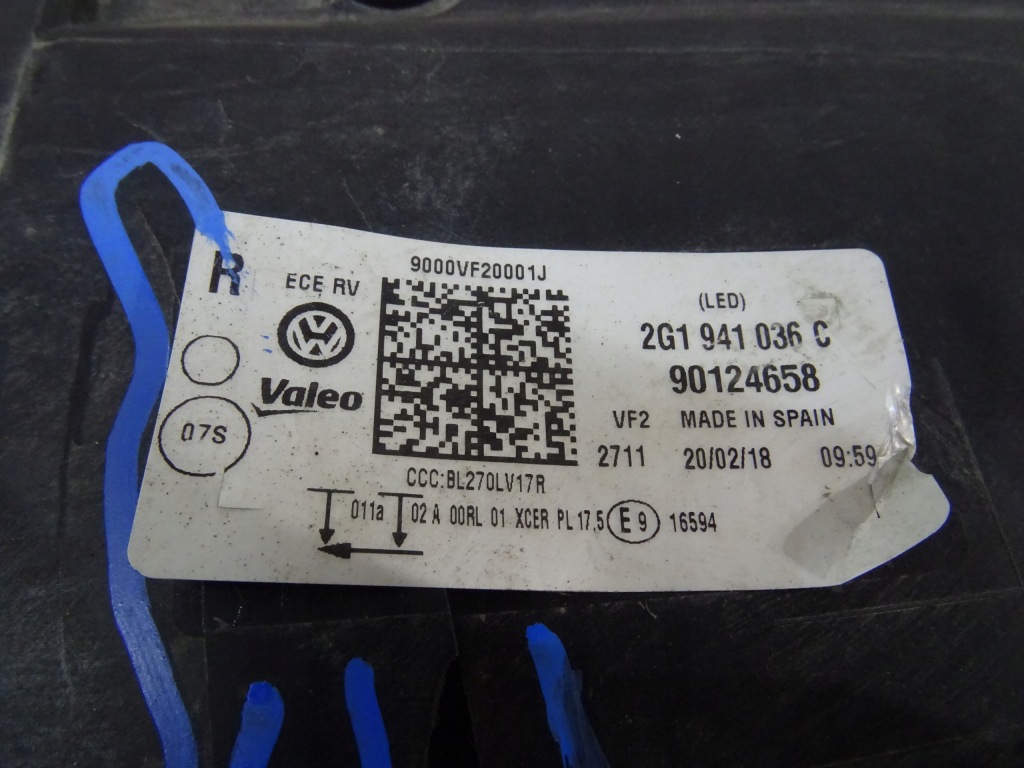 R
ECE RV
9000VF20001J
(LED)
2G1 941 036 C
90124658
Valeo
07S
VF2 MADE IN SPAIN
2711 20/02/18 09:59
CCC:BL270LV17R
011a 02 A 00RL 01 XCER PL 17.5 E 9 16594